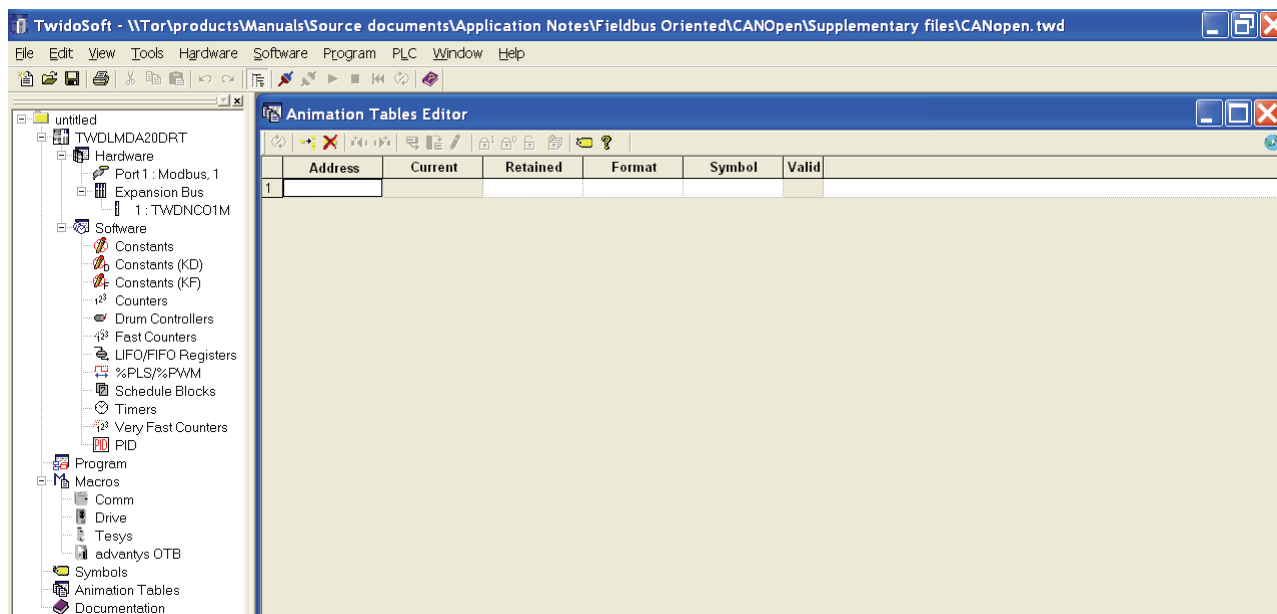 TwidoSoft - \\Tor\products\Manuals\Source documents\Application Notes\Fieldbus Oriented\CANOpen\Supplementary files\CANopen.twd
File Edit View Tools Hardware Software Program PLC Window Help
untitled
TWDLMDA20DRT
Hardware
Port 1 : Modbus, 1
Expansion Bus
1 : TWDNCO1M
Software
Constants
Constants (KD)
Constants (KF)
Counters
Drum Controllers
Fast Counters
LIFO/FIFO Registers
%PLS/%PWM
Schedule Blocks
Timers
Very Fast Counters
PID PID
Program
Macros
Comm
Drive
Tesys
advantys OTB
Symbols
Animation Tables
Documentation
Animation Tables Editor
Address Current Retained Format Symbol Valid
1